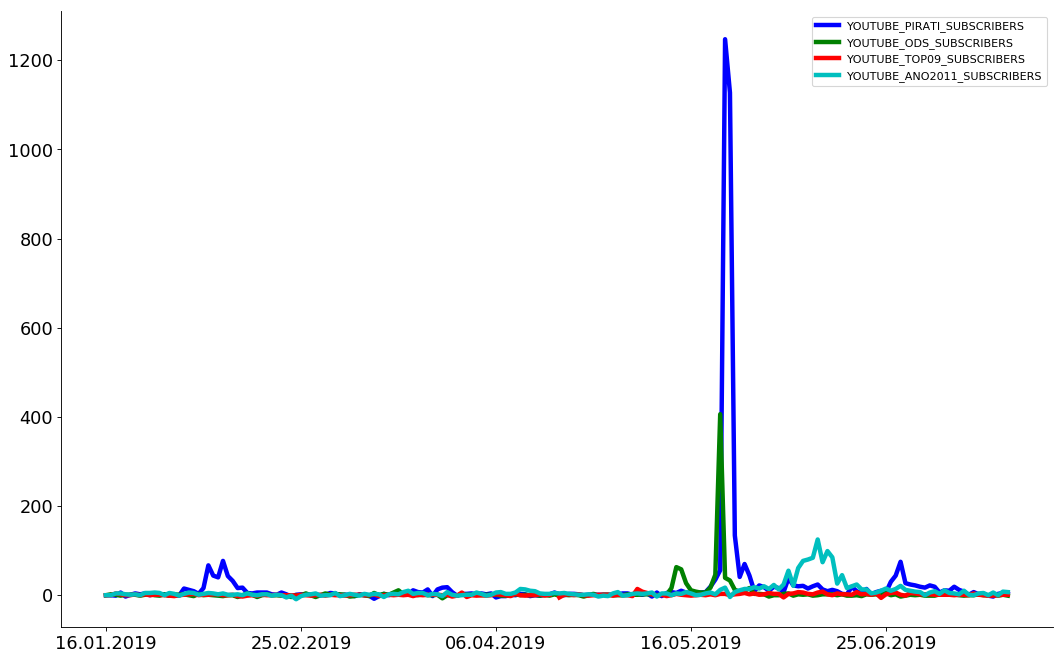 YOUTUBE_PIRATI_SUBSCRIBERS
YOUTUBE_ODS_SUBSCRIBERS
YOUTUBE_TOP09_SUBSCRIBERS
YOUTUBE_ANO2011_SUBSCRIBERS
1200
1000
800
600
400
200
0
16.01.2019 25.02.2019 06.04.2019 16.05.2019 25.06.2019